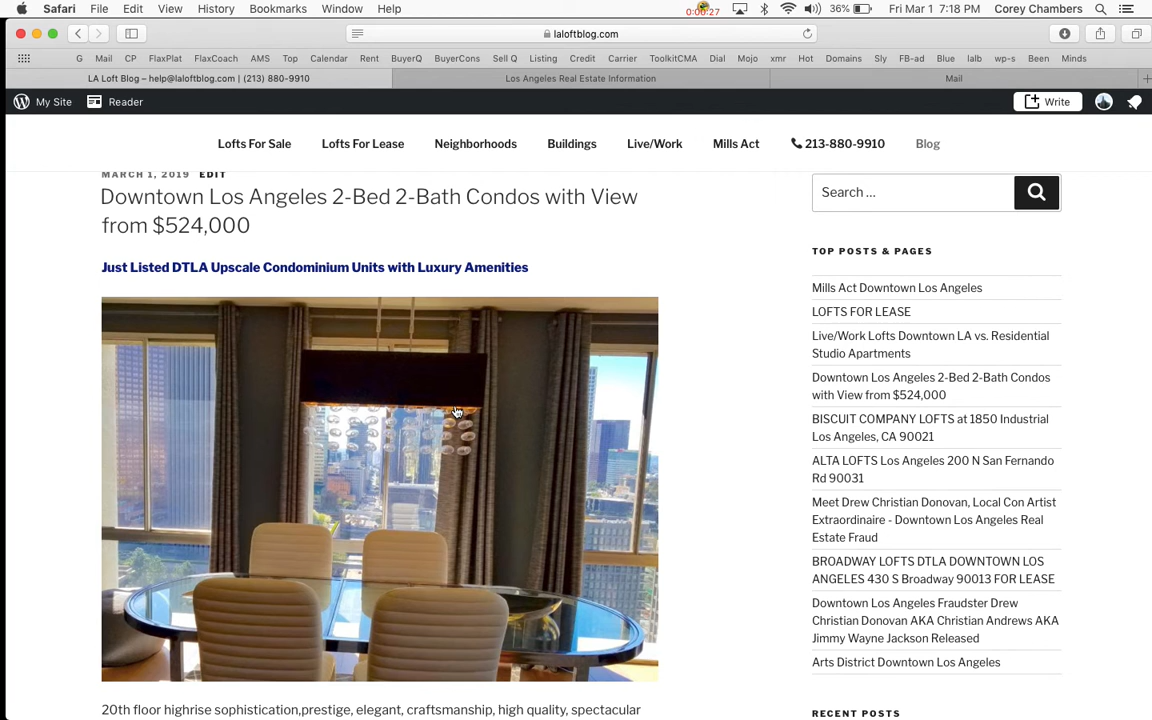 Safari File Edit View History Bookmarks Window Help 0:00:27 36% Fri Mar 1 7:18 PM Corey Chambers
laloftblog.com
G Mail CP FlaxPlat FlaxCoach AMS Top Calendar Rent BuyerQ BuyerCons Sell Q Listing Credit Carrier ToolkitCMA Dial Mojo xmr Hot Domains Sly FB-ad Blue lalb wp-s Been Minds
LA Loft Blog – help@laloftblog.com | (213) 880-9910 Los Angeles Real Estate Information Mail
My Site Reader Write
Lofts For Sale Lofts For Lease Neighborhoods Buildings Live/Work Mills Act 213-880-9910 Blog
MARCH 1, 2019 EDIT
Downtown Los Angeles 2-Bed 2-Bath Condos with View
from $524,000
Just Listed DTLA Upscale Condominium Units with Luxury Amenities
20th floor highrise sophistication,prestige, elegant, craftsmanship, high quality, spectacular
Search …
TOP POSTS & PAGES
Mills Act Downtown Los Angeles
LOFTS FOR LEASE
Live/Work Lofts Downtown LA vs. Residential
Studio Apartments
Downtown Los Angeles 2-Bed 2-Bath Condos
with View from $524,000
BISCUIT COMPANY LOFTS at 1850 Industrial
Los Angeles, CA 90021
ALTA LOFTS Los Angeles 200 N San Fernando
Rd 90031
Meet Drew Christian Donovan, Local Con Artist
Extraordinaire - Downtown Los Angeles Real
Estate Fraud
BROADWAY LOFTS DTLA DOWNTOWN LOS
ANGELES 430 S Broadway 90013 FOR LEASE
Downtown Los Angeles Fraudster Drew
Christian Donovan AKA Christian Andrews AKA
Jimmy Wayne Jackson Released
Arts District Downtown Los Angeles
RECENT POSTS